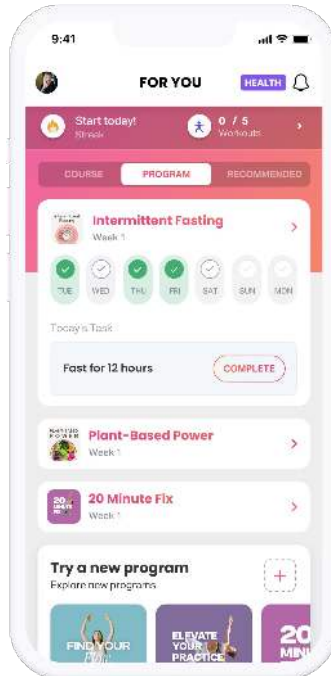 9:41
FOR YOU
HEALTH
Start today!
Streak
0 / 5
Workouts
COURSE
PROGRAM
RECOMMENDED
Intermittent Fasting
Week 1
TUE
WED
THU
FRI
SAT
SUN
MON
Today's Task
Fast for 12 hours
COMPLETE
Plant-Based Power
Week 1
20
20 Minute Fix
Week 1
Try a new program
Explore new programs
FIND YOUR
ELEVATE
YOUR
PRACTICE
20
MIN